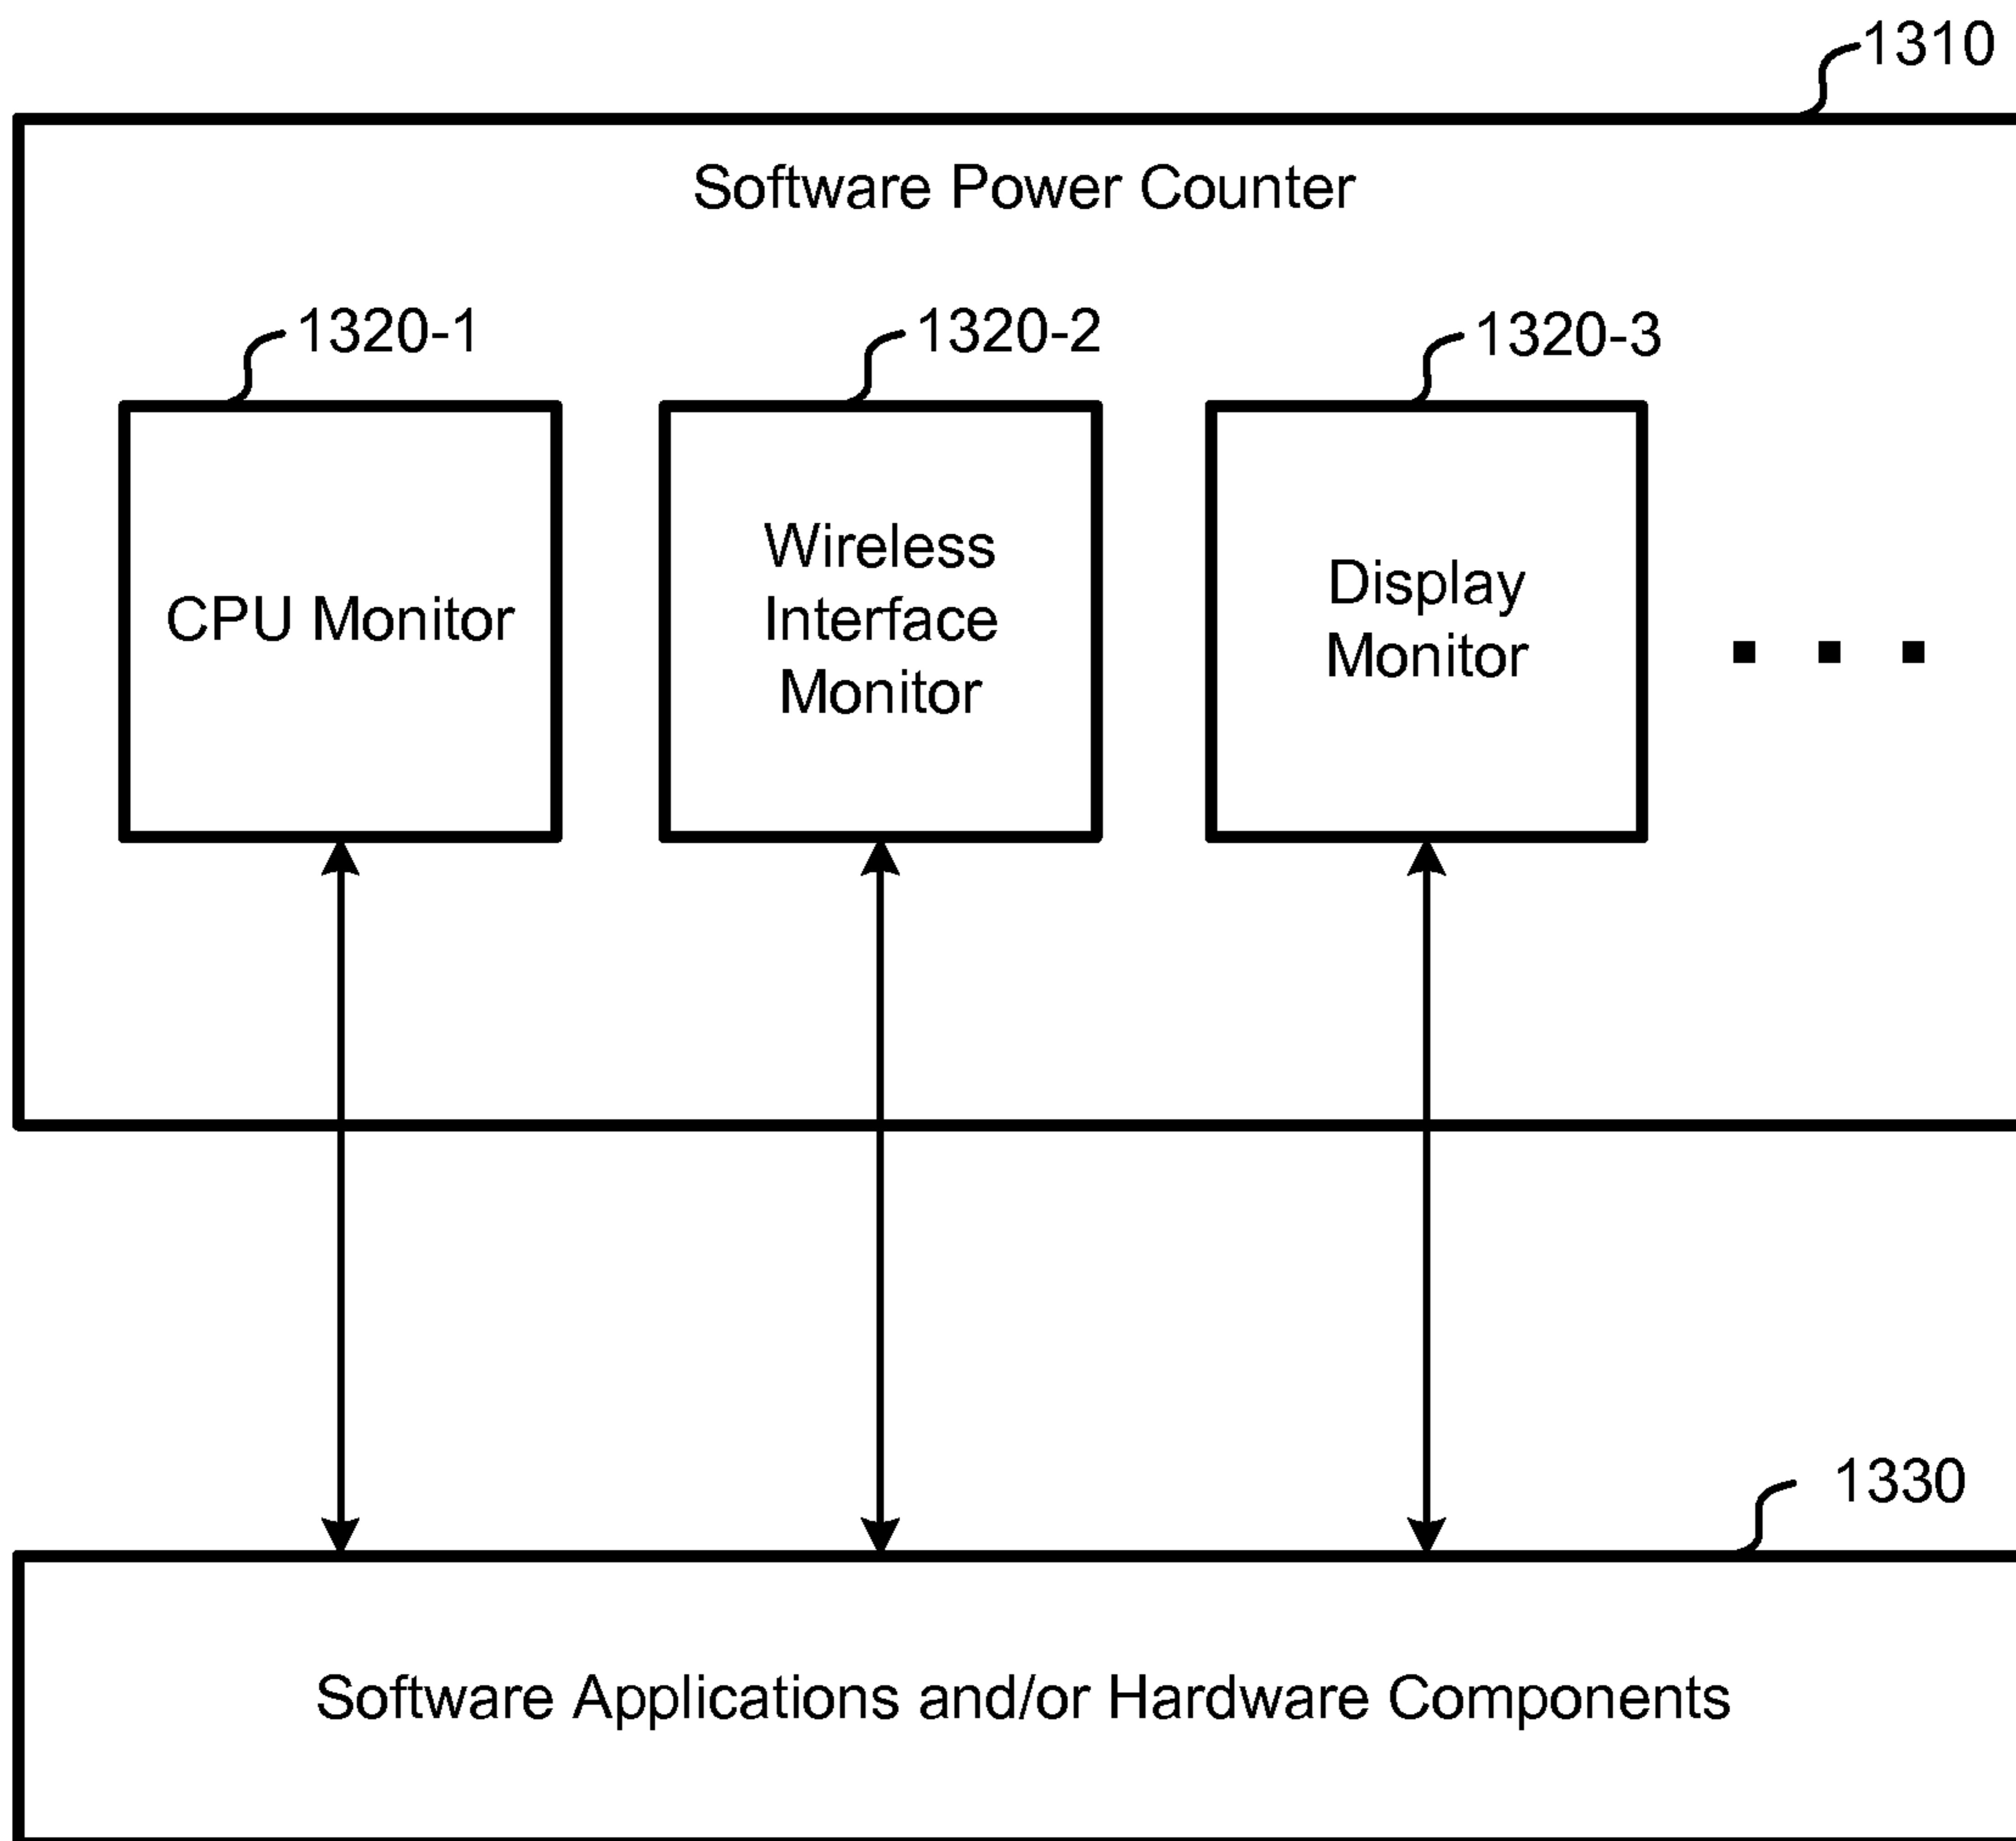 1310
Software Power Counter
1320-1
1320-2
1320-3
CPU Monitor
Wireless
Interface
Monitor
Display
Monitor
1330
Software Applications and/or Hardware Components